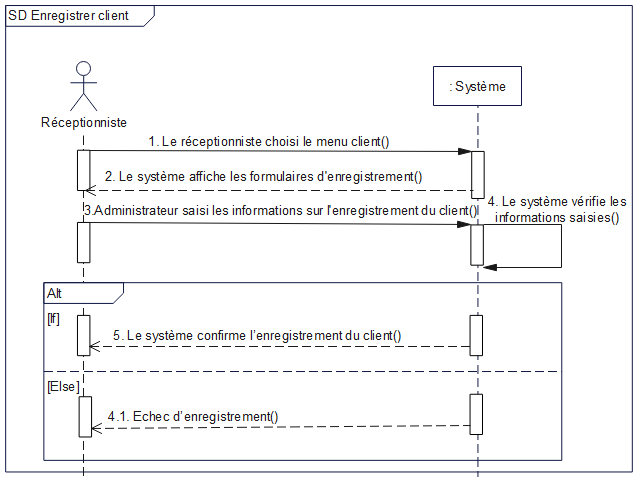 SD Enregistrer client
: Système
Réceptionniste
1. Le réceptionniste choisi le menu client()
2. Le système affiche les formulaires d'enregistrement()
3.Administrateur saisi les informations sur l'enregistrement du client()
4. Le système vérifie les
informations saisies()
Alt
[If]
5. Le système confirme l'enregistrement du client()
[Else]
4.1. Echec d'enregistrement()